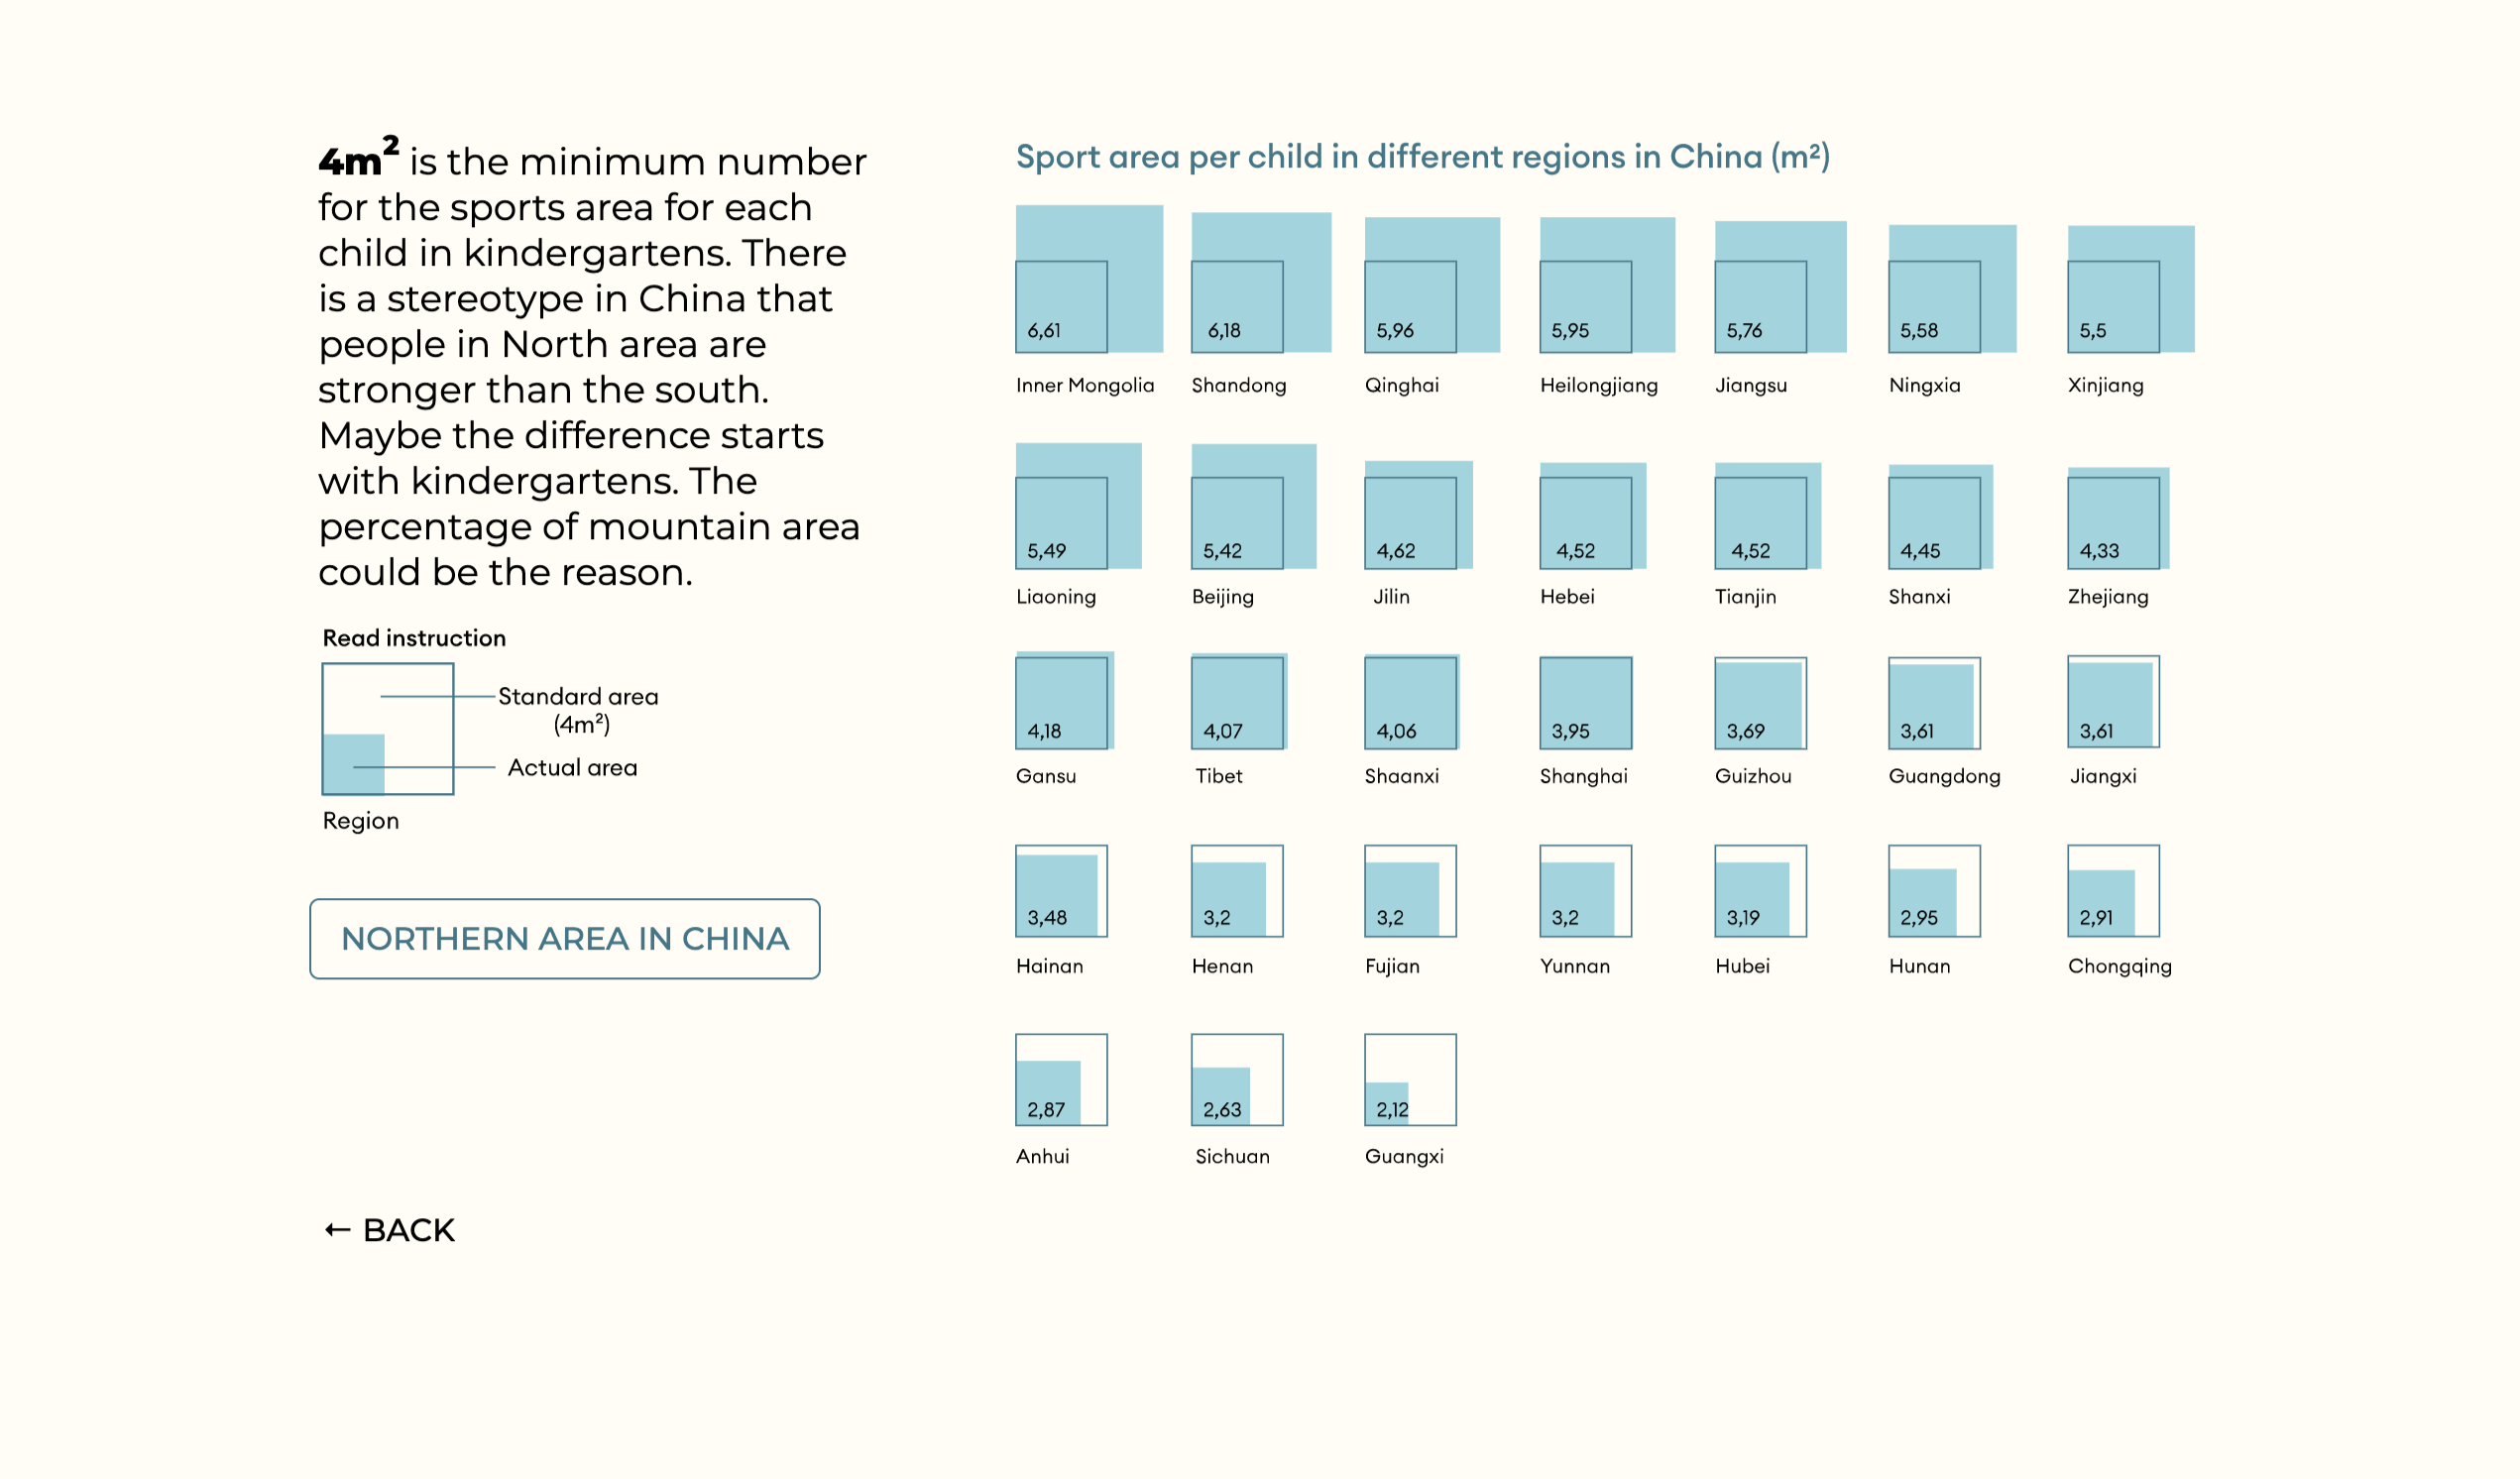 4m² is the minimum number
for the sports area for each
child in kindergartens. There
is a stereotype in China that
people in North area are
stronger than the south.
Maybe the difference starts
with kindergartens. The
percentage of mountain area
could be the reason.
Read instruction
Standard area
(4m²)
Actual area
Region
NORTHERN AREA IN CHINA
← BACK
Sport area per child in different regions in China (m²)
6,61 6,18 5,96 5,95 5,76 5,58 5,5
Inner Mongolia Shandong Qinghai Heilongjiang Jiangsu Ningxia Xinjiang
5,49 5,42 4,62 4,52 4,52 4,45 4,33
Liaoning Beijing Jilin Hebei Tianjin Shanxi Zhejiang
4,18 4,07 4,06 3,95 3,69 3,61 3,61
Gansu Tibet Shaanxi Shanghai Guizhou Guangdong Jiangxi
3,48 3,2 3,2 3,2 3,19 2,95 2,91
Hainan Henan Fujian Yunnan Hubei Hunan Chongqing
2,87 2,63 2,12
Anhui Sichuan Guangxi